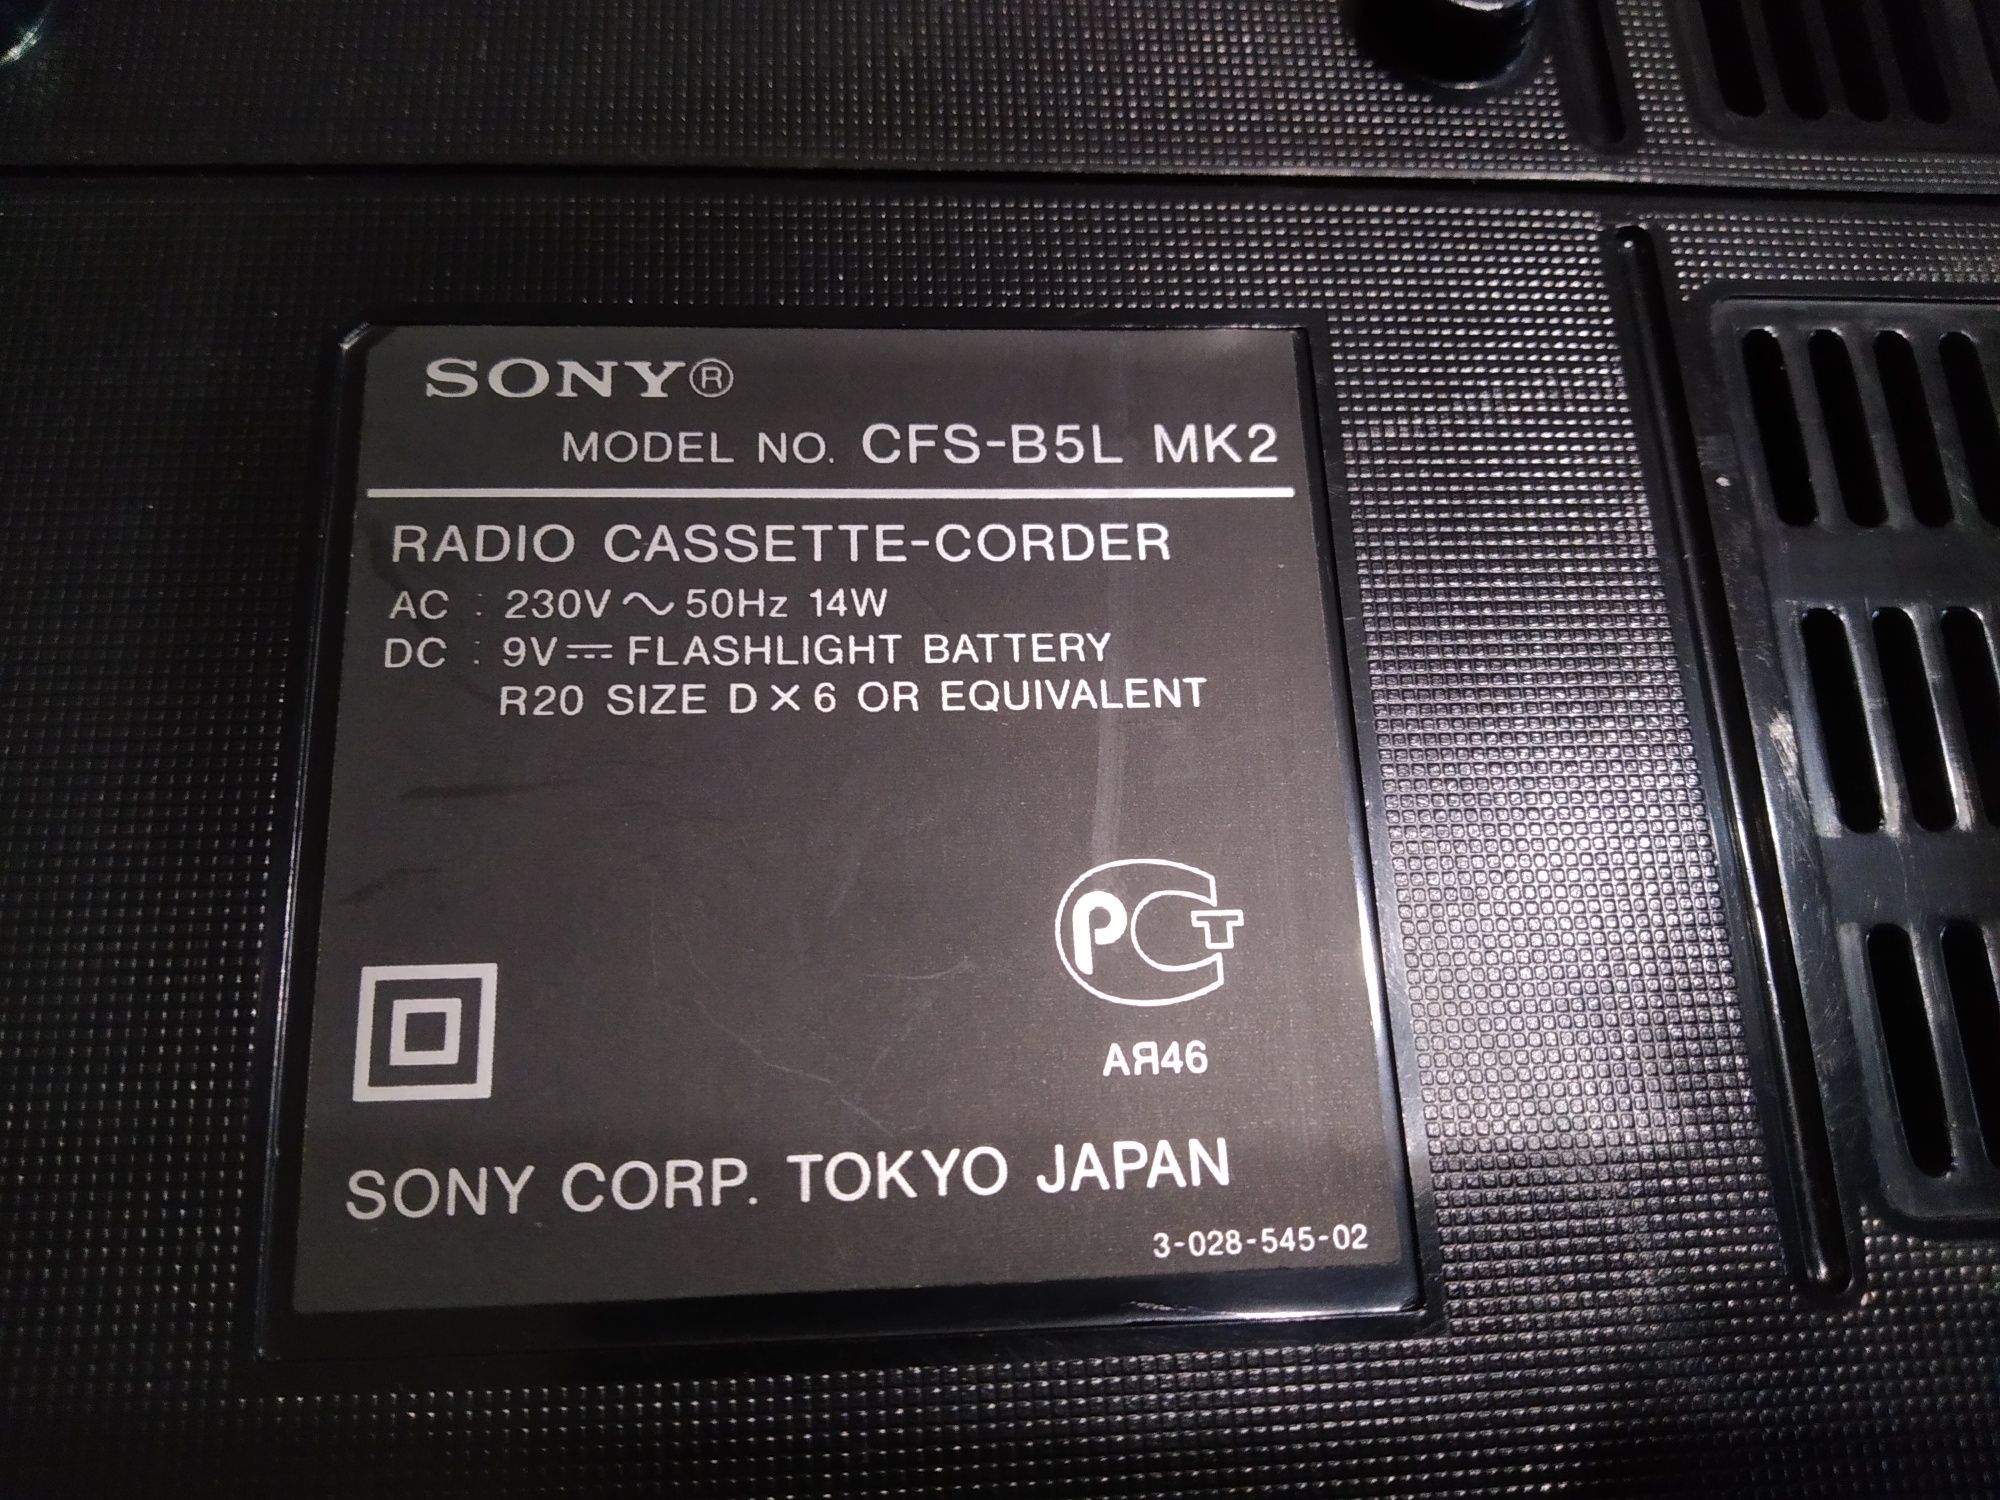 SONY®
MODEL NO. CFS-B5L MK2
RADIO CASSETTE-CORDER
AC : 230V ~ 50Hz 14W
DC : 9V ⎓ FLASHLIGHT BATTERY
R20 SIZE D X 6 OR EQUIVALENT
РСТ
АЯ46
SONY CORP. TOKYO JAPAN
3-028-545-02